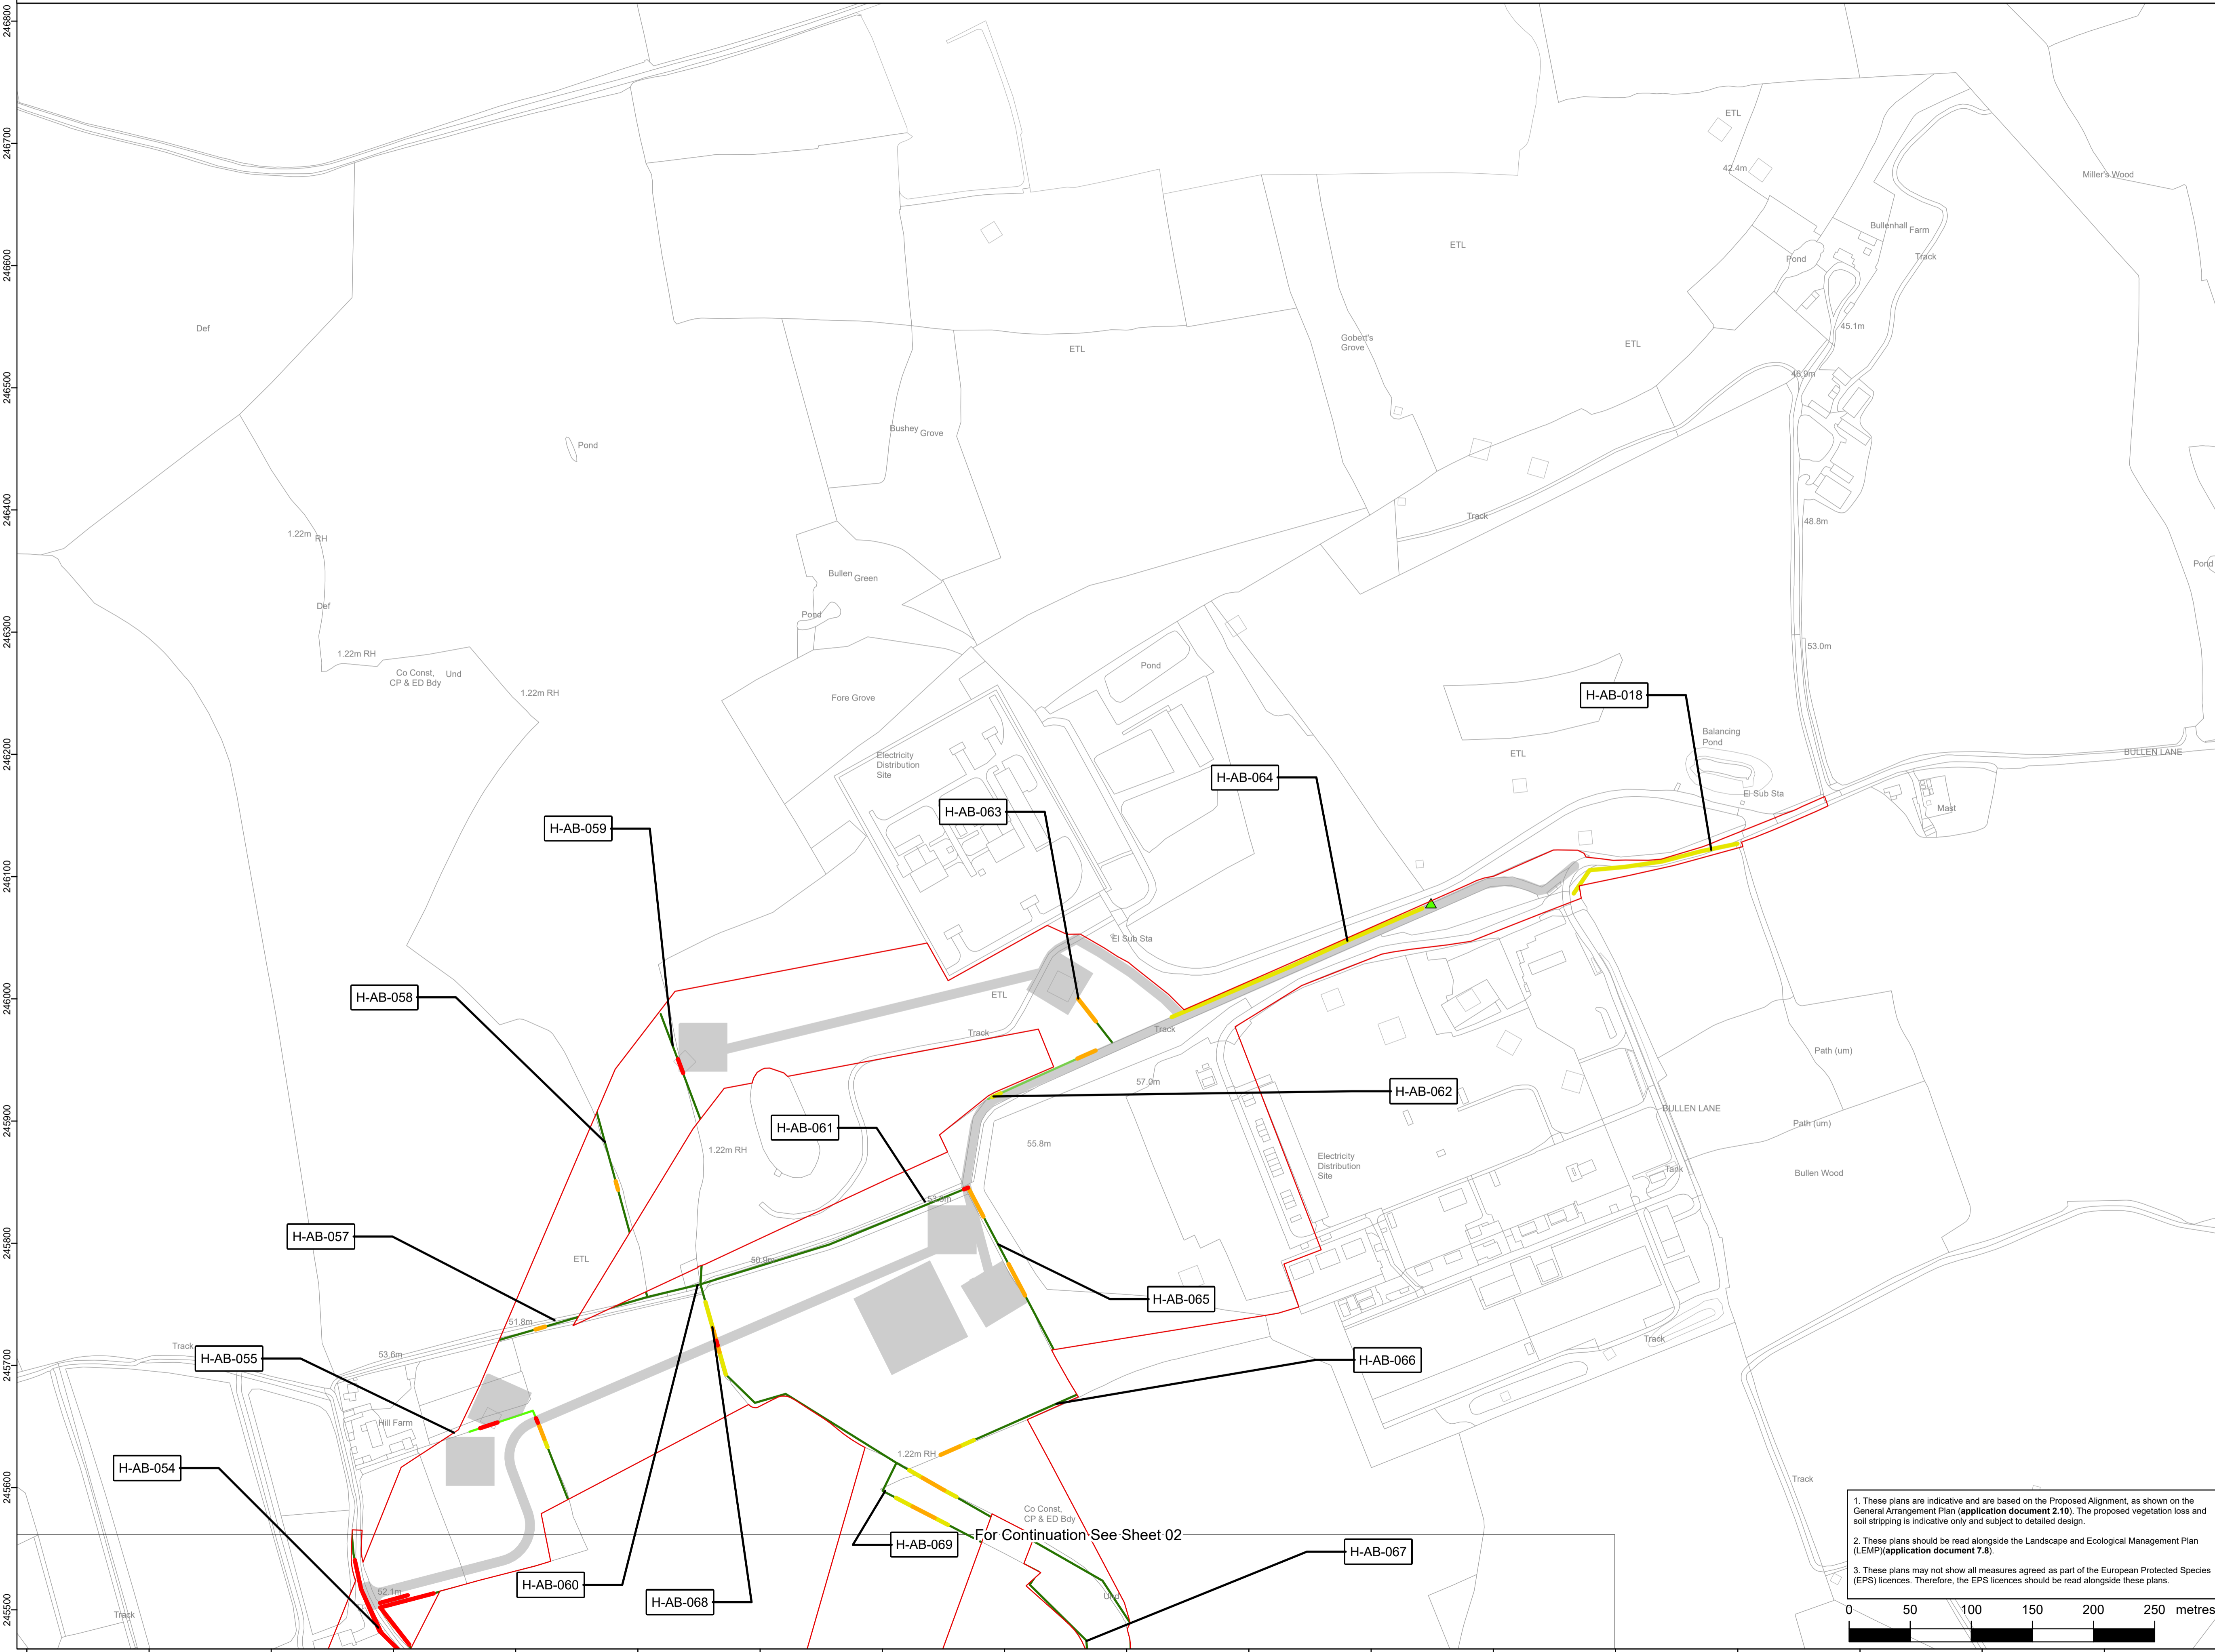 246800
246700
246600
246500
246400
246300
246200
246100
246000
245900
245800
245700
245600
245500
ETL
42.4m
Miller's Wood
Bullenhall Farm
Track
Pond
ETL
45.1m
Def
Gobert's
Grove
ETL
ETL
46.9m
Bushey Grove
Pond
Track
48.8m
1.22m RH
Pond
Bullen Green
Def
Pond
53.0m
1.22m RH
Co Const,
CP & ED Bdy
Und
1.22m RH
Pond
Fore Grove
H-AB-018
Balancing
Pond
Electricity
Distribution
Site
ETL
BULLEN LANE
H-AB-064
El Sub Sta
Mast
H-AB-063
H-AB-059
El Sub Sta
H-AB-058
ETL
Track
Track
Path (um)
57.0m
H-AB-062
BULLEN LANE
H-AB-061
Path (um)
55.8m
1.22m RH
Electricity
Distribution
Site
Tank
Bullen Wood
H-AB-057
ETL
50.9m
H-AB-065
51.8m
Track
53.6m
Track
H-AB-055
H-AB-066
Hill Farm
1.22m RH
H-AB-054
Track
Co Const,
CP & ED Bdy
For Continuation See Sheet 02
H-AB-069
H-AB-067
H-AB-060
52.1m
H-AB-068
Und
Track
1. These plans are indicative and are based on the Proposed Alignment, as shown on the
General Arrangement Plan (application document 2.10). The proposed vegetation loss and
soil stripping is indicative only and subject to detailed design.
2. These plans should be read alongside the Landscape and Ecological Management Plan
(LEMP)(application document 7.8).
3. These plans may not show all measures agreed as part of the European Protected Species
(EPS) licences. Therefore, the EPS licences should be read alongside these plans.
0 50 100 150 200 250 metres